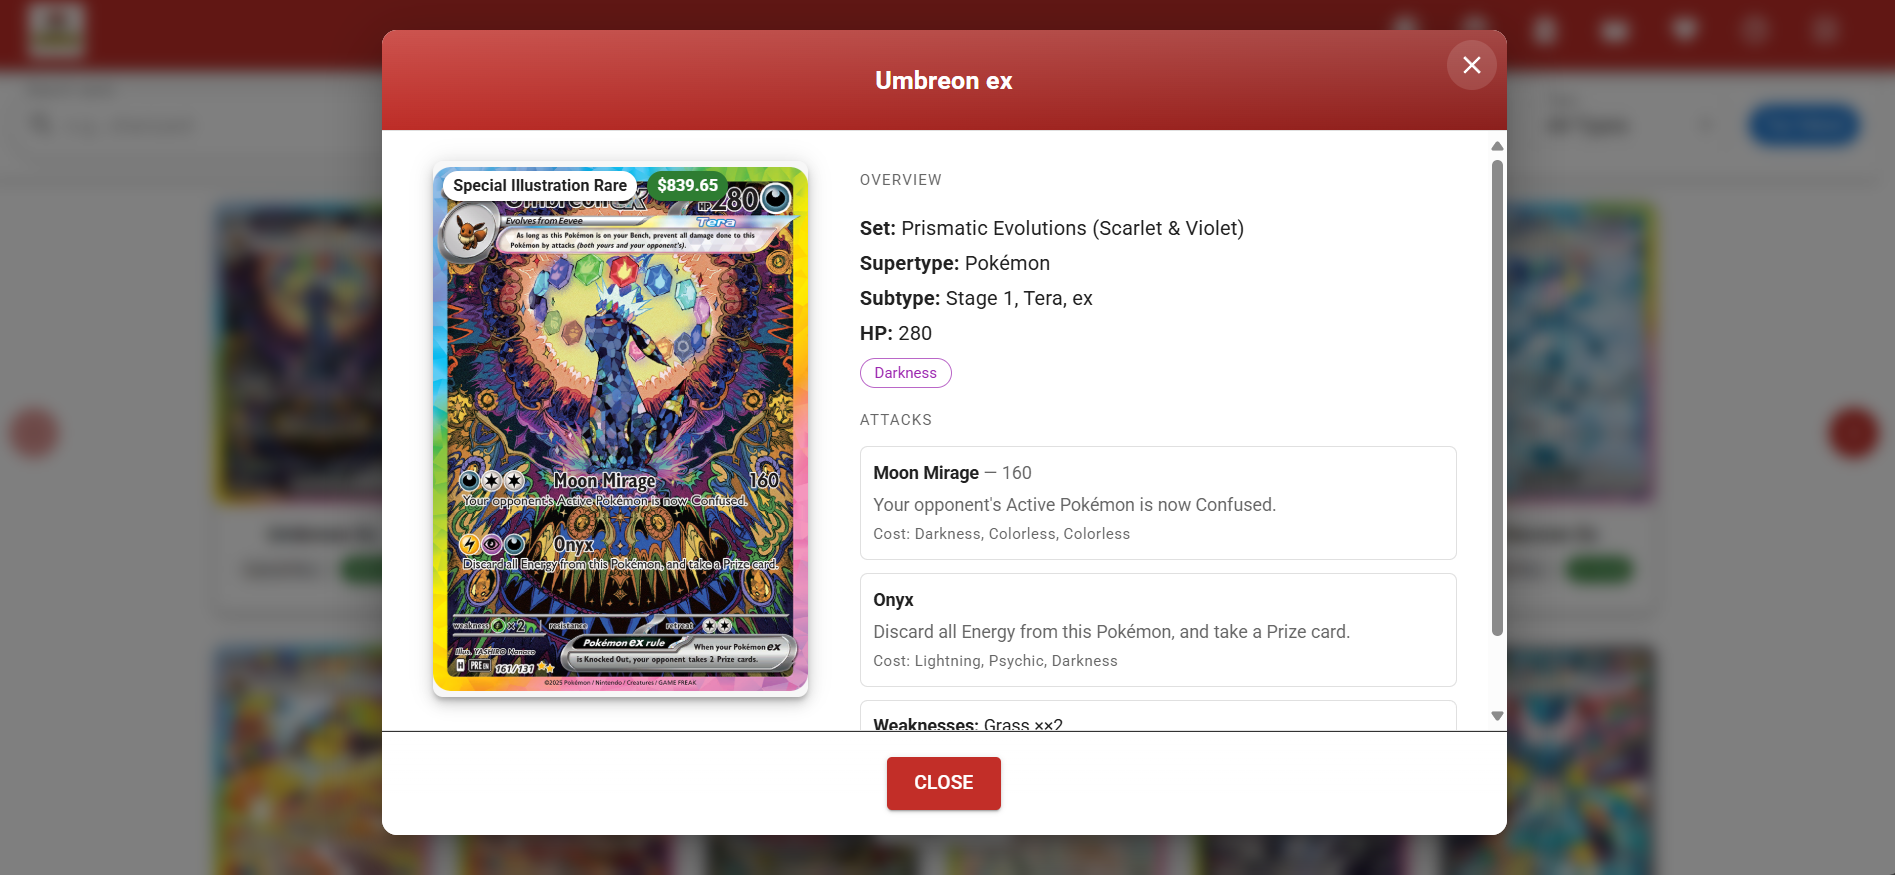 Umbreon ex
Special Illustration Rare
$839.65
Umbreon ex
HP 280
Evolves from Eevee
Tera
As long as this Pokémon is on your Bench, prevent all damage done to this
Pokémon by attacks (both yours and your opponent's).
Moon Mirage 160
Your opponent's Active Pokémon is now Confused.
Onyx
Discard all Energy from this Pokémon, and take a Prize card.
weakness ×2 resistance retreat
Illus. YASHIRO Nanaco
Pokémon ex rule
When your Pokémon ex
is Knocked Out, your opponent takes 2 Prize cards.
H PRE EN 161/131
©2025 Pokémon / Nintendo / Creatures / GAME FREAK
OVERVIEW
Set: Prismatic Evolutions (Scarlet & Violet)
Supertype: Pokémon
Subtype: Stage 1, Tera, ex
HP: 280
Darkness
ATTACKS
Moon Mirage — 160
Your opponent's Active Pokémon is now Confused.
Cost: Darkness, Colorless, Colorless
Onyx
Discard all Energy from this Pokémon, and take a Prize card.
Cost: Lightning, Psychic, Darkness
Weaknesses: Grass ××2
CLOSE